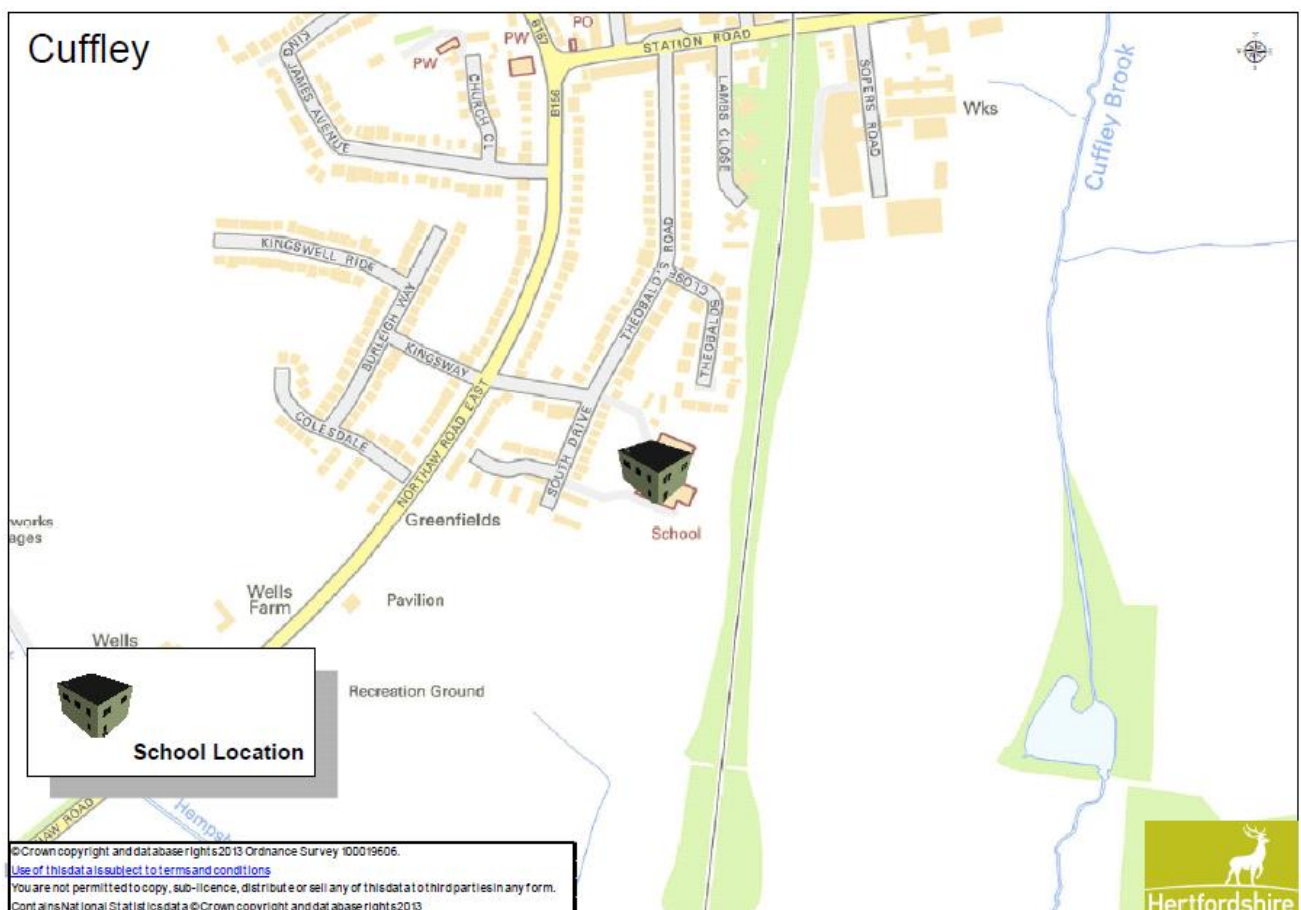 Cuffley
KING JAMES AVENUE
PW
PW
PO
B157
B156
STATION ROAD
CHURCH CL
LAMBS CLOSE
SOPERS ROAD
Wks
Cuffley Brook
KINGSWELL RIDE
BURLEIGH WAY
KINGSWAY
COLESDALE
THEOBALD'S ROAD
THEOBALDS CLOSE
SOUTH DRIVE
NORTHAW ROAD EAST
Greenfields
School
works
ages
Wells
Farm
Pavilion
Wells
Recreation Ground
School Location
HAW ROAD
Hempsh
©Crown copyright and database rights 2013 Ordnance Survey 100019606.
Use of this data is subject to terms and conditions
You are not permitted to copy, sub-licence, distribute or sell any of this data to third parties in any form.
Contains National Statistics data © Crown copyright and database rights 2013
Hertfordshire